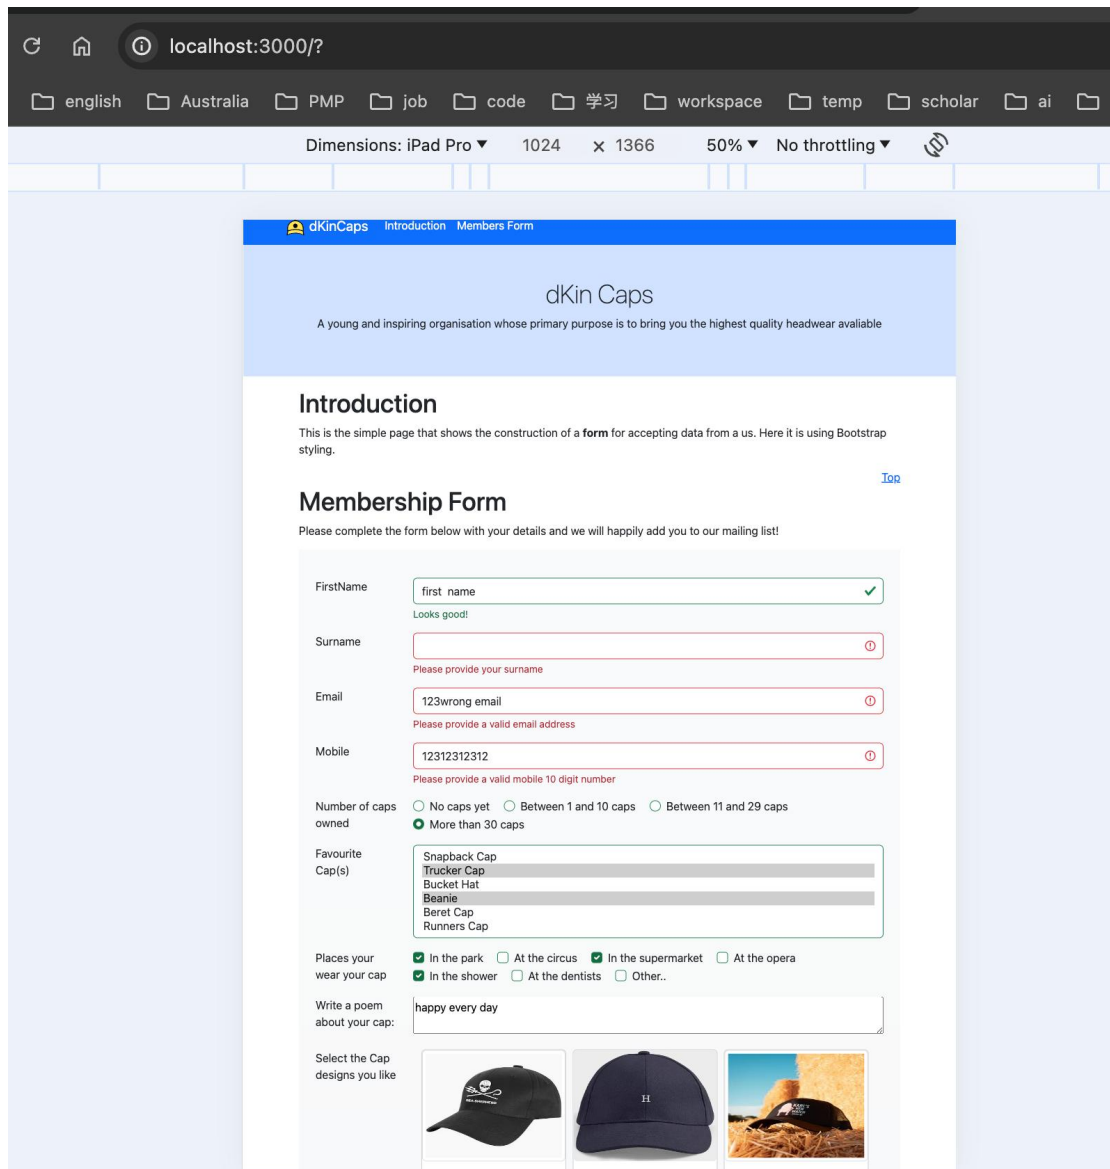 localhost:3000/?
english Australia PMP job code 学习 workspace temp scholar ai
Dimensions: iPad Pro 1024 x 1366 50% No throttling
dKinCaps Introduction Members Form
dKin Caps
A young and inspiring organisation whose primary purpose is to bring you the highest quality headwear avaliable
Introduction
This is the simple page that shows the construction of a form for accepting data from a us. Here it is using Bootstrap
styling.
Top
Membership Form
Please complete the form below with your details and we will happily add you to our mailing list!
FirstName
first name
Looks good!
Surname
Please provide your surname
Email
123wrong email
Please provide a valid email address
Mobile
12312312312
Please provide a valid mobile 10 digit number
Number of caps
owned
No caps yet Between 1 and 10 caps Between 11 and 29 caps
More than 30 caps
Favourite
Cap(s)
Snapback Cap
Trucker Cap
Bucket Hat
Beanie
Beret Cap
Runners Cap
Places your
wear your cap
In the park At the circus In the supermarket At the opera
In the shower At the dentists Other..
Write a poem
about your cap:
happy every day
Select the Cap
designs you like
H